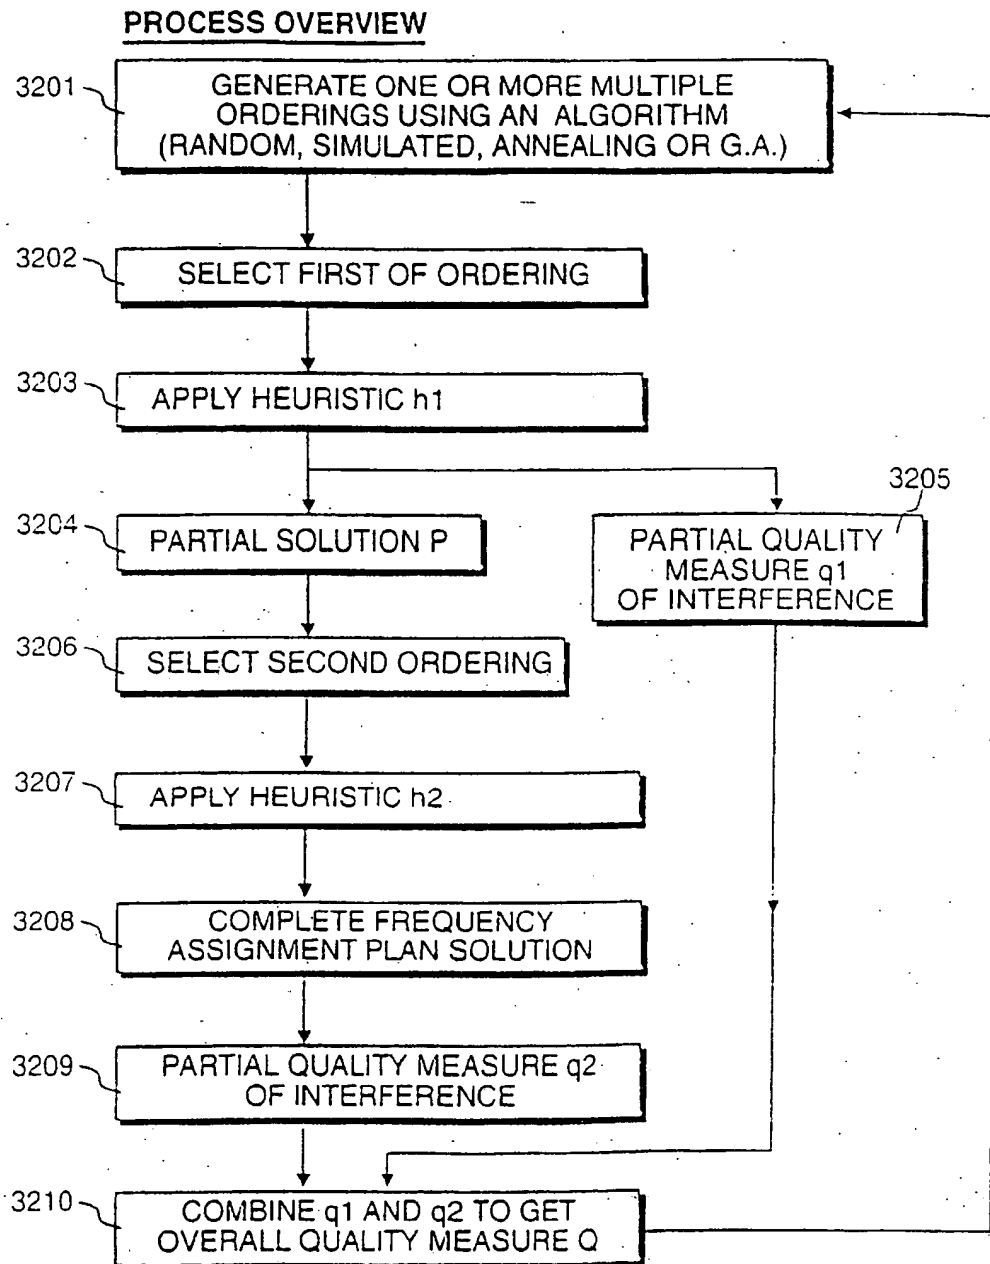 PROCESS OVERVIEW
3201
GENERATE ONE OR MORE MULTIPLE
ORDERINGS USING AN ALGORITHM
(RANDOM, SIMULATED, ANNEALING OR G.A.)
3202
SELECT FIRST OF ORDERING
3203
APPLY HEURISTIC h1
3204
PARTIAL SOLUTION P
3205
PARTIAL QUALITY
MEASURE q1
OF INTERFERENCE
3206
SELECT SECOND ORDERING
3207
APPLY HEURISTIC h2
3208
COMPLETE FREQUENCY
ASSIGNMENT PLAN SOLUTION
3209
PARTIAL QUALITY MEASURE q2
OF INTERFERENCE
3210
COMBINE q1 AND q2 TO GET
OVERALL QUALITY MEASURE Q